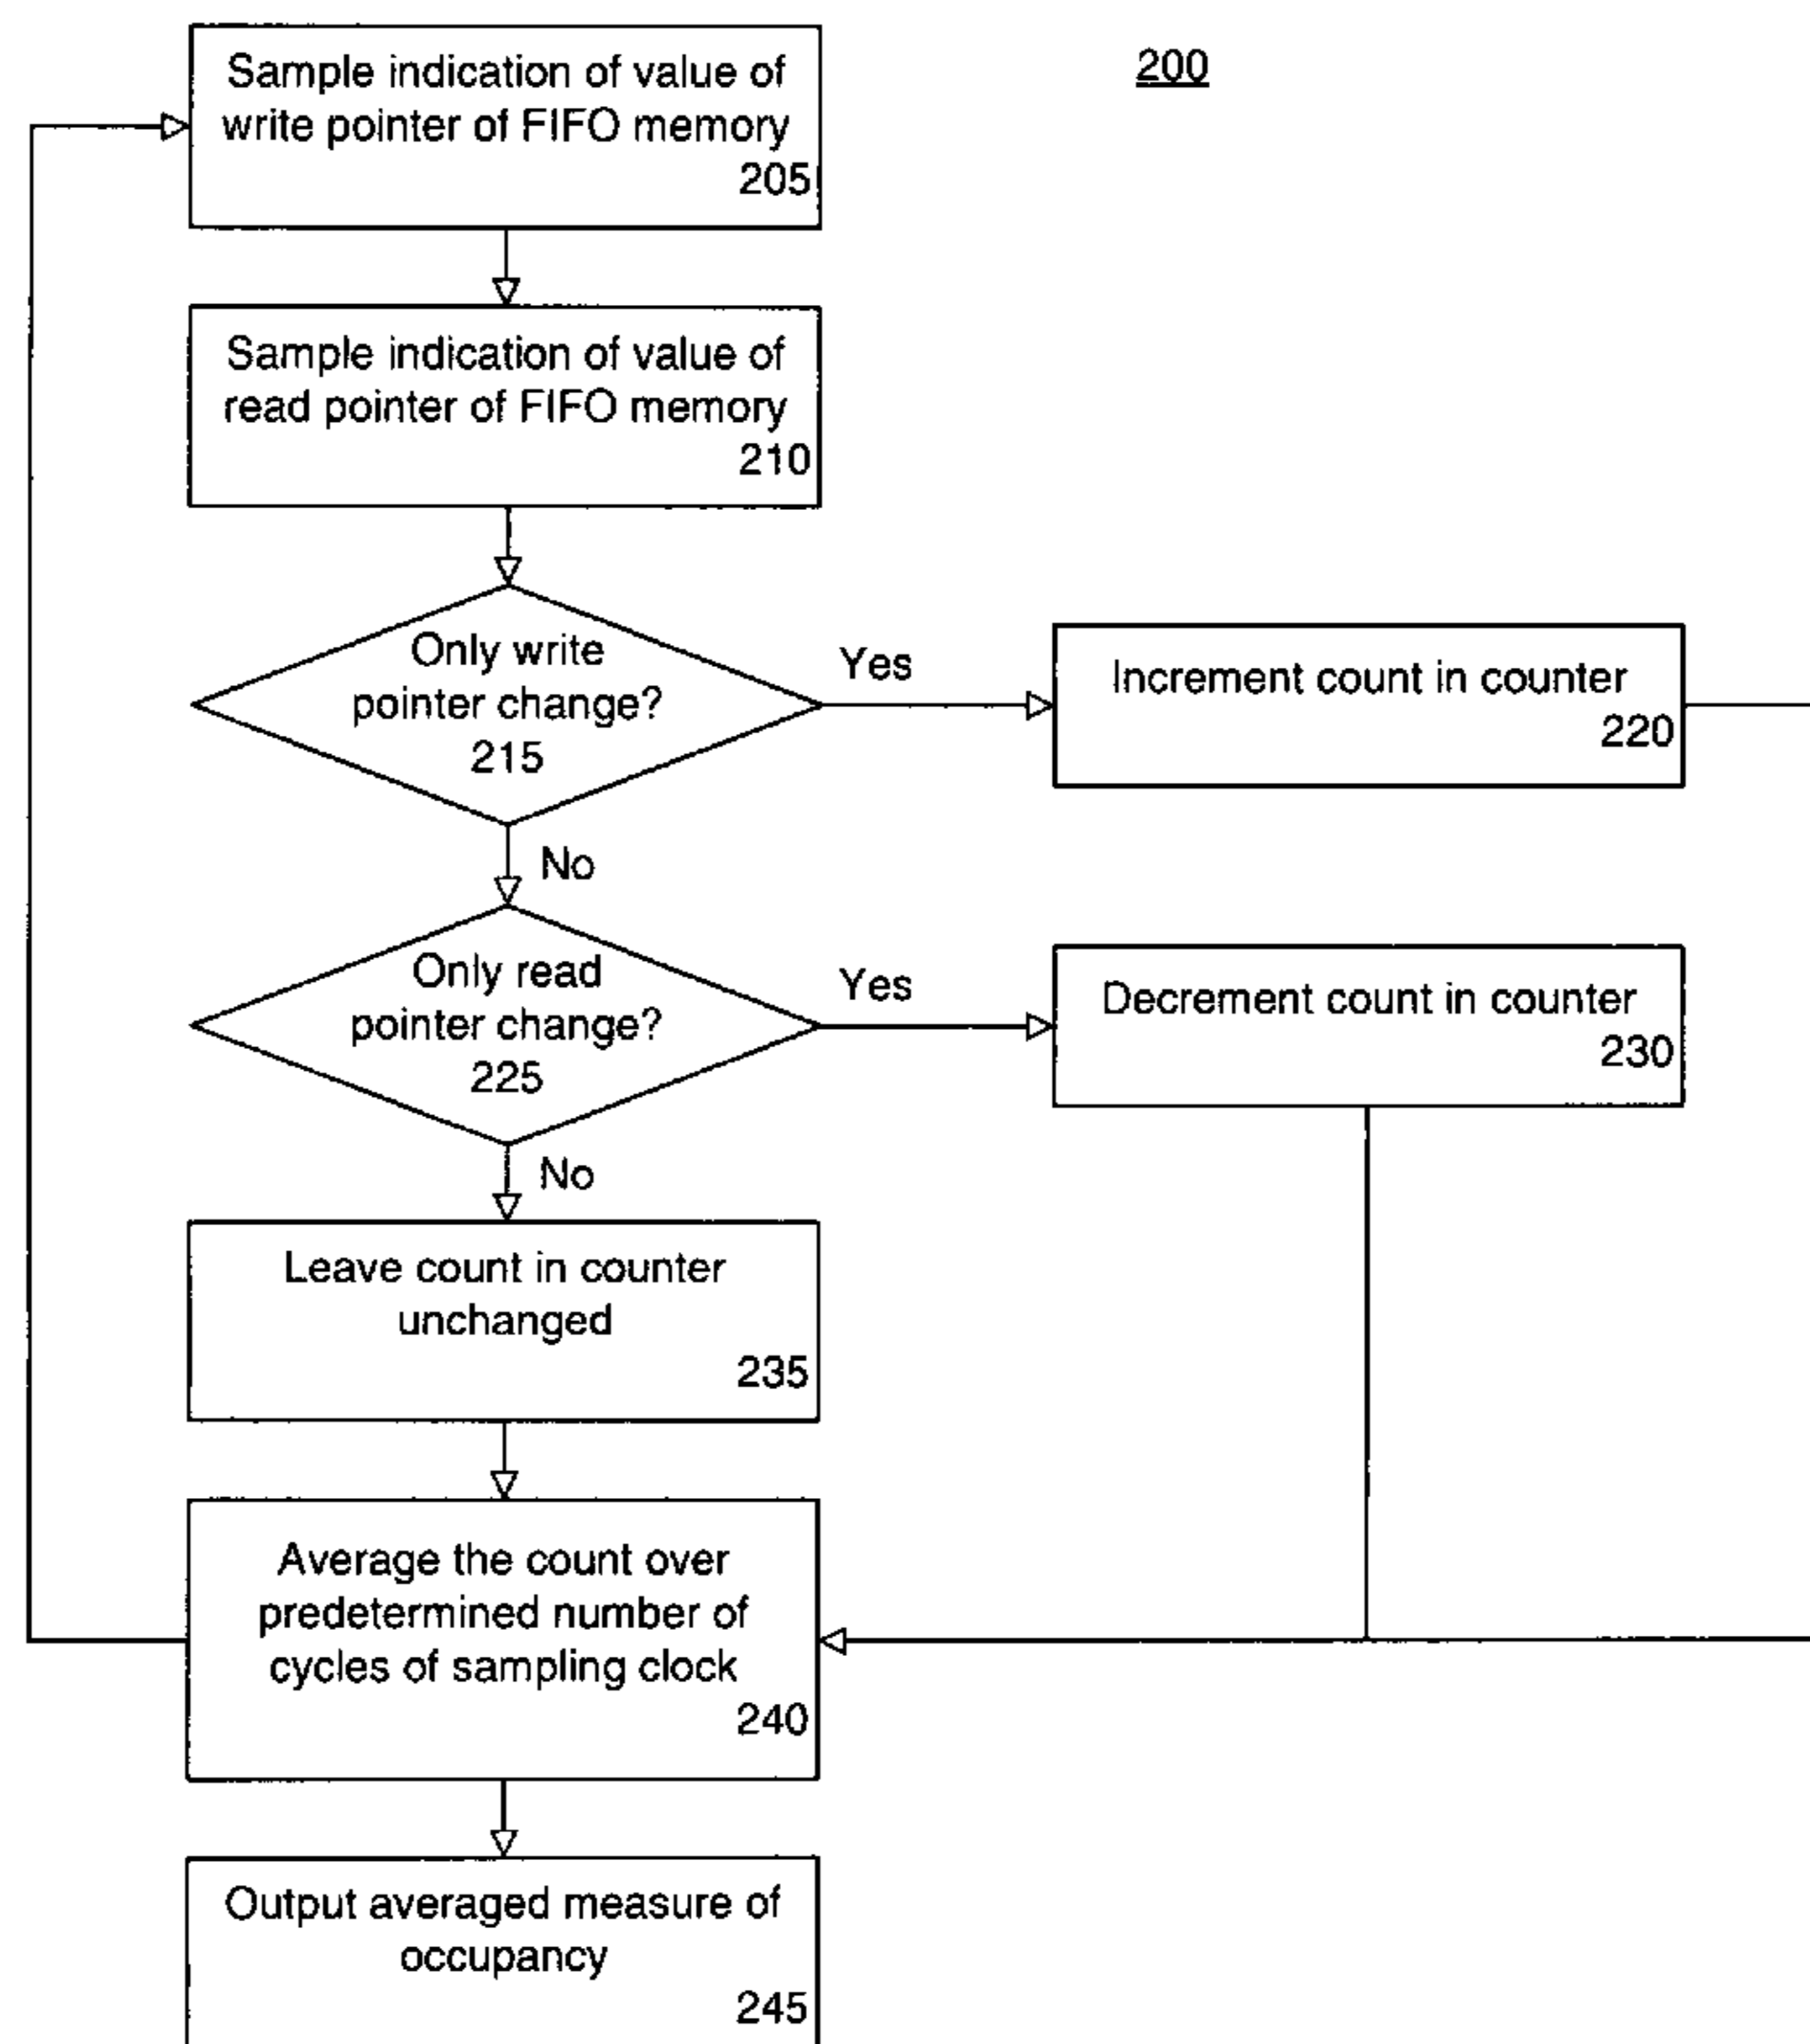 200
Sample indication of value of
write pointer of FIFO memory
205
Sample indication of value of
read pointer of FIFO memory
210
Only write
pointer change?
215
Yes
Increment count in counter
220
No
Only read
pointer change?
225
Yes
Decrement count in counter
230
No
Leave count in counter
unchanged
235
Average the count over
predetermined number of
cycles of sampling clock
240
Output averaged measure of
occupancy
245